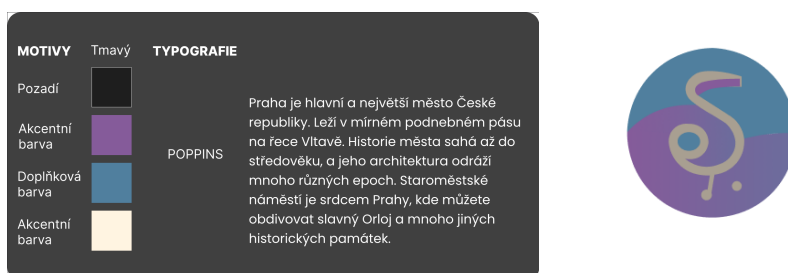 MOTIVY
Tmavý
TYPOGRAFIE
Pozadí
Akcentní
barva
Doplňková
barva
Akcentní
barva
POPPINS
Praha je hlavní a největší město České
republiky. Leží v mírném podnebném pásu
na řece Vltavě. Historie města sahá až do
středověku, a jeho architektura odráží
mnoho různých epoch. Staroměstské
náměstí je srdcem Prahy, kde můžete
obdivovat slavný Orloj a mnoho jiných
historických památek.